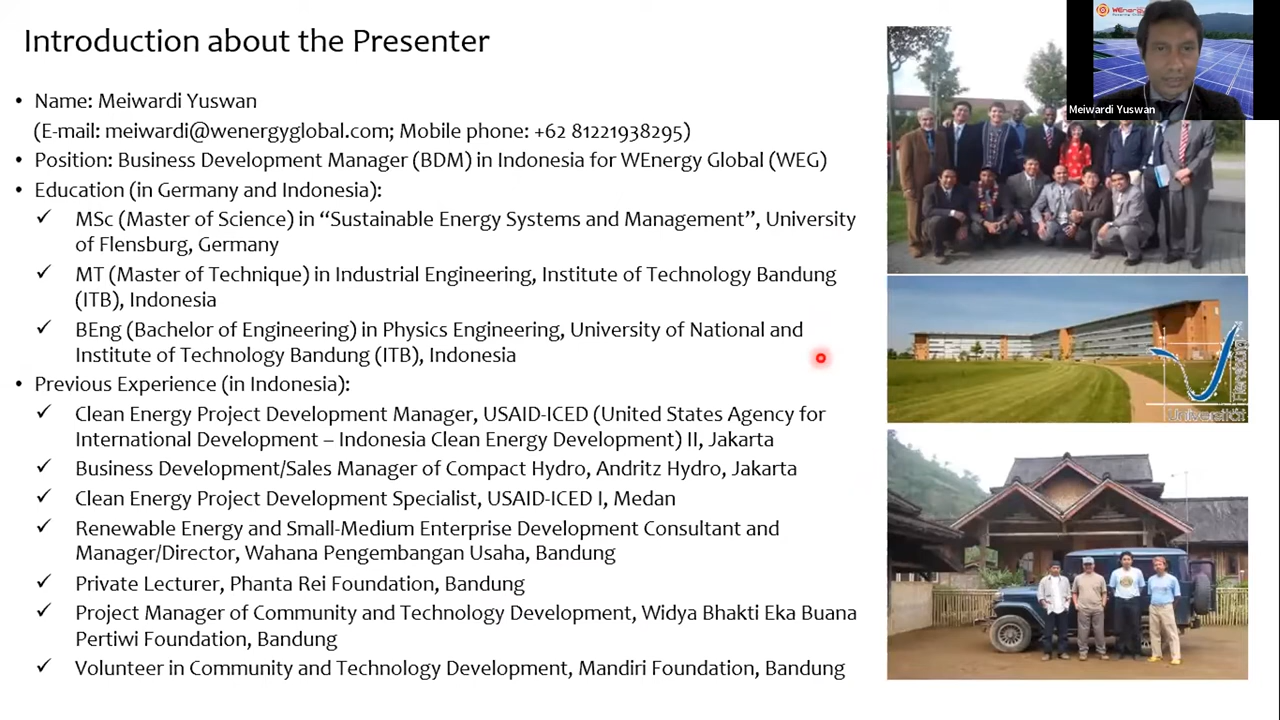 Introduction about the Presenter
• Name: Meiwardi Yuswan
(E-mail: meiwardi@wenergyglobal.com; Mobile phone: +62 81221938295)
• Position: Business Development Manager (BDM) in Indonesia for WEnergy Global (WEG)
• Education (in Germany and Indonesia):
✓ MSc (Master of Science) in “Sustainable Energy Systems and Management”, University
of Flensburg, Germany
✓ MT (Master of Technique) in Industrial Engineering, Institute of Technology Bandung
(ITB), Indonesia
✓ BEng (Bachelor of Engineering) in Physics Engineering, University of National and
Institute of Technology Bandung (ITB), Indonesia
• Previous Experience (in Indonesia):
✓ Clean Energy Project Development Manager, USAID-ICED (United States Agency for
International Development – Indonesia Clean Energy Development) II, Jakarta
✓ Business Development/Sales Manager of Compact Hydro, Andritz Hydro, Jakarta
✓ Clean Energy Project Development Specialist, USAID-ICED I, Medan
✓ Renewable Energy and Small-Medium Enterprise Development Consultant and
Manager/Director, Wahana Pengembangan Usaha, Bandung
✓ Private Lecturer, Phanta Rei Foundation, Bandung
✓ Project Manager of Community and Technology Development, Widya Bhakti Eka Buana
Pertiwi Foundation, Bandung
✓ Volunteer in Community and Technology Development, Mandiri Foundation, Bandung
WEnergy
Meiwardi Yuswan
Universität